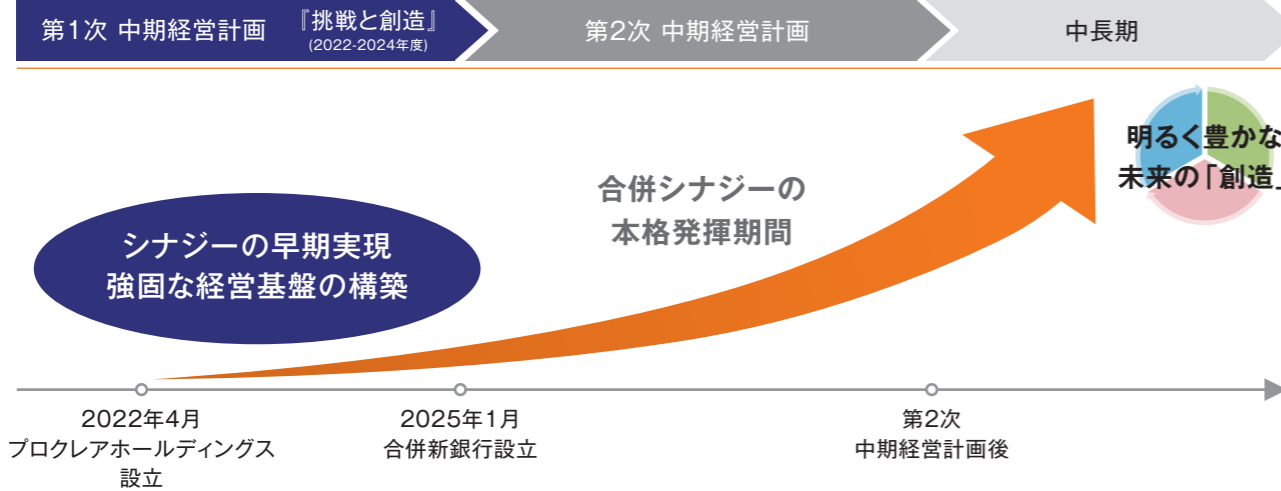 第1次 中期経営計画
『挑戦と創造』
(2022-2024年度)
第2次 中期経営計画
中長期
明るく豊かな
未来の「創造」
合併シナジーの
本格発揮期間
シナジーの早期実現
強固な経営基盤の構築
2022年4月
プロクレアホールディングス
設立
2025年1月
合併新銀行設立
第2次
中期経営計画後